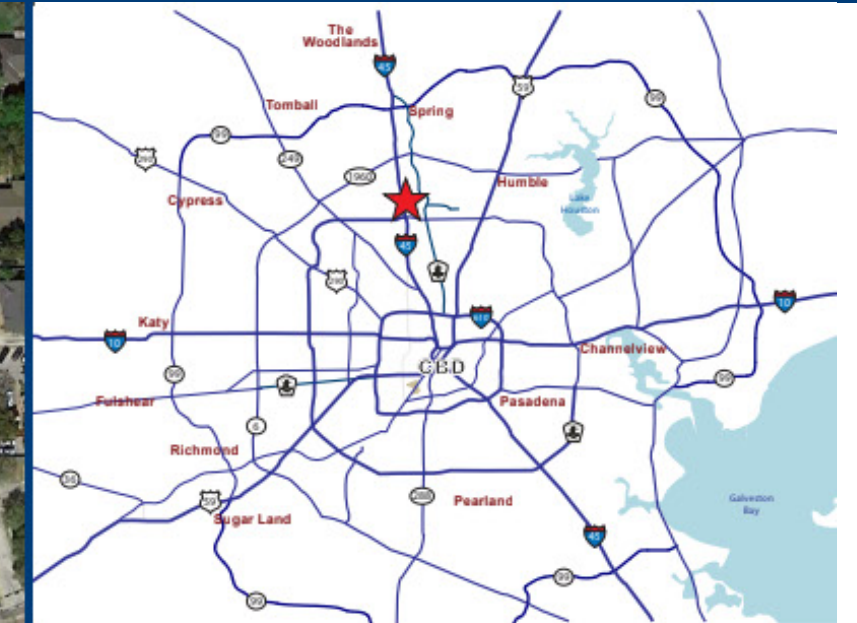 The
Woodlands
45
59
Tomball
99
Spring
99
249
290
1960
Humble
Cypress
Lake
Houston
45
290
10
610
Katy
10
Channelview
CBD
99
99
Fulshear
Pasadena
6
Richmond
36
288
59
Pearland
Galveston
Bay
Sugar Land
45
99
99